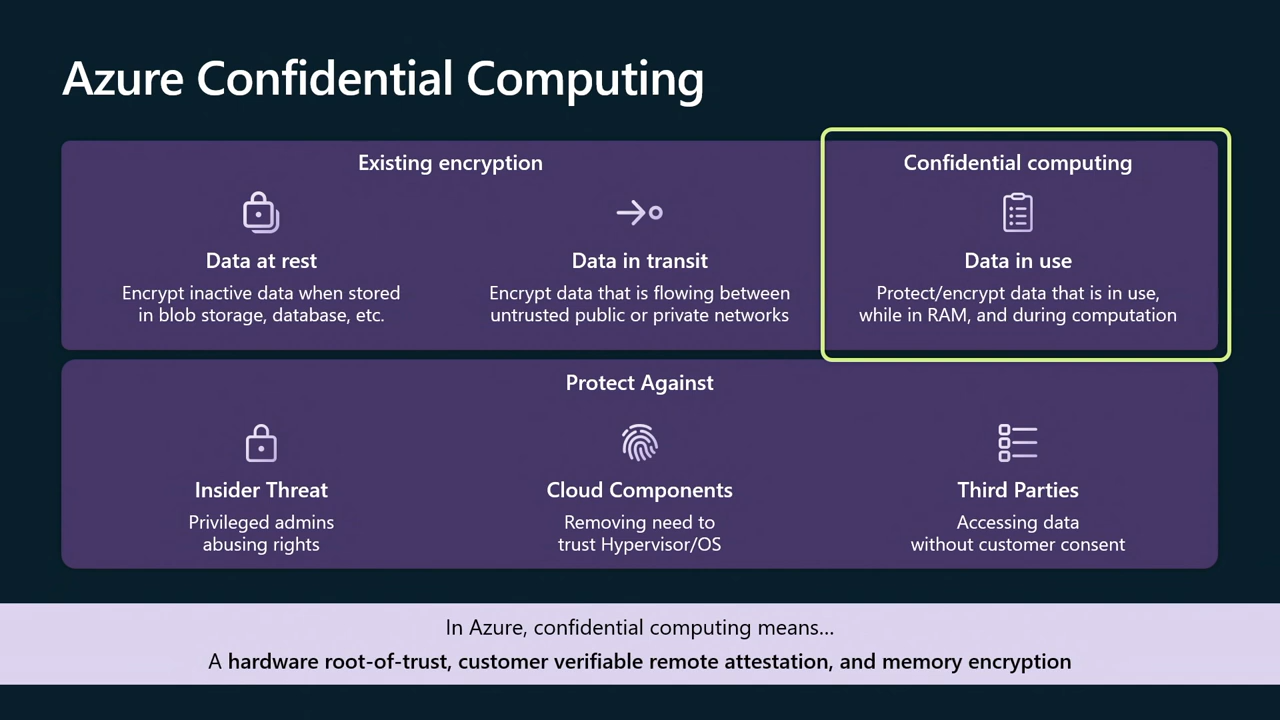 Azure Confidential Computing
Existing encryption
Data at rest
Encrypt inactive data when stored
in blob storage, database, etc.
Data in transit
Encrypt data that is flowing between
untrusted public or private networks
Confidential computing
Data in use
Protect/encrypt data that is in use,
while in RAM, and during computation
Protect Against
Insider Threat
Privileged admins
abusing rights
Cloud Components
Removing need to
trust Hypervisor/OS
Third Parties
Accessing data
without customer consent
In Azure, confidential computing means...
A hardware root-of-trust, customer verifiable remote attestation, and memory encryption